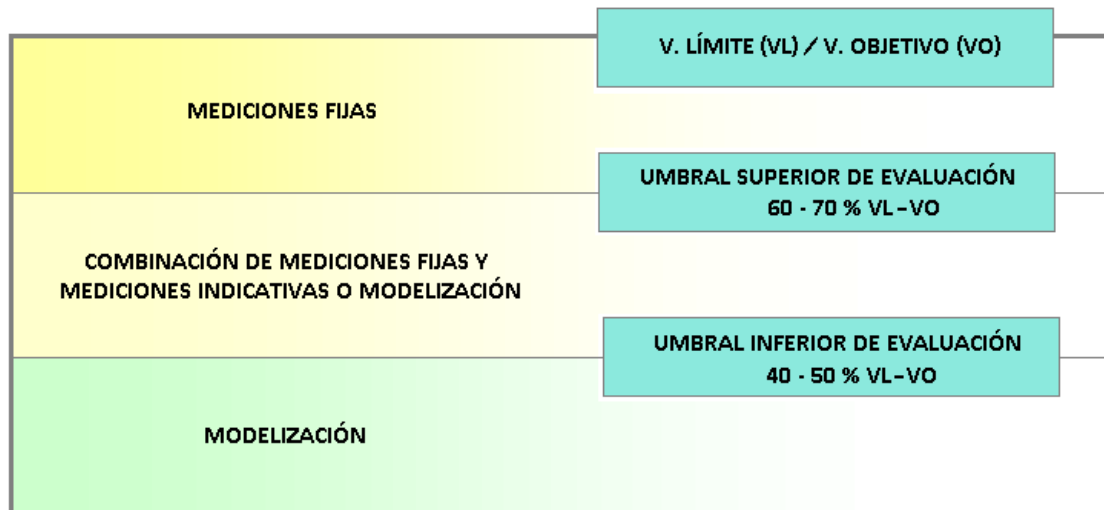 V. LÍMITE (VL) / V. OBJETIVO (VO)
MEDICIONES FIJAS
UMBRAL SUPERIOR DE EVALUACIÓN
60 - 70 % VL-VO
COMBINACIÓN DE MEDICIONES FIJAS Y
MEDICIONES INDICATIVAS O MODELIZACIÓN
UMBRAL INFERIOR DE EVALUACIÓN
40 - 50 % VL-VO
MODELIZACIÓN